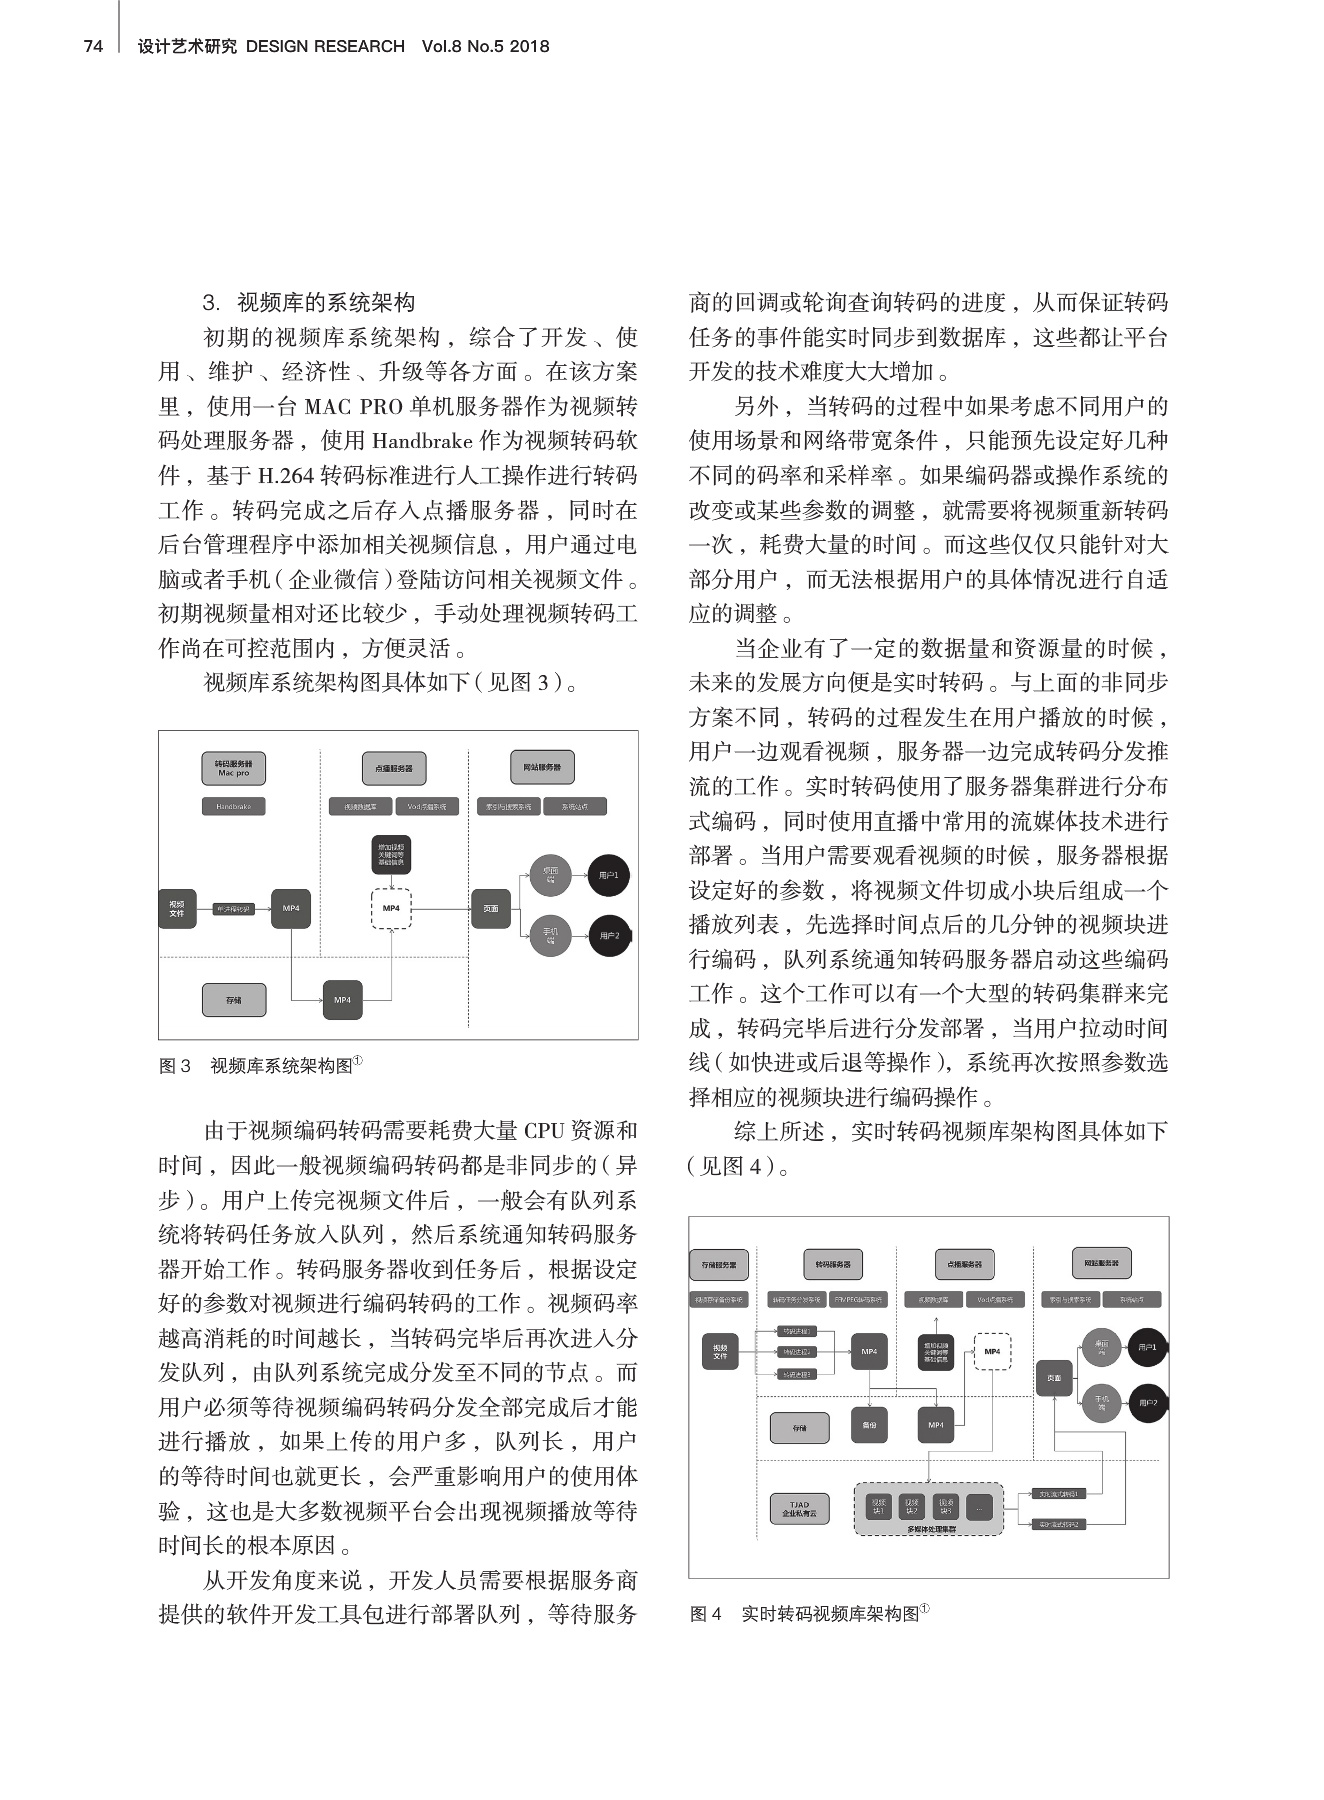 74 设计艺术研究 DESIGN RESEARCH Vol.8 No.5 2018
3. 视频库的系统架构
初期的视频库系统架构，综合了开发、使
用、维护、经济性、升级等各方面。在该方案
里，使用一台 MAC PRO 单机服务器作为视频转
码处理服务器，使用 Handbrake 作为视频转码软
件，基于 H.264 转码标准进行人工操作进行转码
工作。转码完成之后存入点播服务器，同时在
后台管理程序中添加相关视频信息，用户通过电
脑或者手机（企业微信）登陆访问相关视频文件。
初期视频量相对还比较少，手动处理视频转码工
作尚在可控范围内，方便灵活。
视频库系统架构图具体如下（见图 3）。
转码服务器
Mac pro
点播服务器
网站服务器
Handbrake
视频数据库
Vod点播系统
索引与搜索系统
系统站点
增加视频
关键词等
基础信息
桌面
端
用户1
视频
文件
单进程转码
MP4
MP4
页面
手机
端
用户2
存储
MP4
图 3 视频库系统架构图①
由于视频编码转码需要耗费大量 CPU 资源和
时间，因此一般视频编码转码都是非同步的（异
步）。用户上传完视频文件后，一般会有队列系
统将转码任务放入队列，然后系统通知转码服务
器开始工作。转码服务器收到任务后，根据设定
好的参数对视频进行编码转码的工作。视频码率
越高消耗的时间越长，当转码完毕后再次进入分
发队列，由队列系统完成分发至不同的节点。而
用户必须等待视频编码转码分发全部完成后才能
进行播放，如果上传的用户多，队列长，用户
的等待时间也就更长，会严重影响用户的使用体
验，这也是大多数视频平台会出现视频播放等待
时间长的根本原因。
从开发角度来说，开发人员需要根据服务商
提供的软件开发工具包进行部署队列，等待服务
商的回调或轮询查询转码的进度，从而保证转码
任务的事件能实时同步到数据库，这些都让平台
开发的技术难度大大增加。
另外，当转码的过程中如果考虑不同用户的
使用场景和网络带宽条件，只能预先设定好几种
不同的码率和采样率。如果编码器或操作系统的
改变或某些参数的调整，就需要将视频重新转码
一次，耗费大量的时间。而这些仅仅只能针对大
部分用户，而无法根据用户的具体情况进行自适
应的调整。
当企业有了一定的数据量和资源量的时候，
未来的发展方向便是实时转码。与上面的非同步
方案不同，转码的过程发生在用户播放的时候，
用户一边观看视频，服务器一边完成转码分发推
流的工作。实时转码使用了服务器集群进行分布
式编码，同时使用直播中常用的流媒体技术进行
部署。当用户需要观看视频的时候，服务器根据
设定好的参数，将视频文件切成小块后组成一个
播放列表，先选择时间点后的几分钟的视频块进
行编码，队列系统通知转码服务器启动这些编码
工作。这个工作可以有一个大型的转码集群来完
成，转码完毕后进行分发部署，当用户拉动时间
线（如快进或后退等操作），系统再次按照参数选
择相应的视频块进行编码操作。
综上所述，实时转码视频库架构图具体如下
（见图 4）。
存储服务器
转码服务器
点播服务器
网站服务器
视频存储备份系统
转码任务分发系统
FFMPEG转码系统
视频数据库
Vod点播系统
索引与搜索系统
系统站点
视频
文件
转码进程1
转码进程2
转码进程3
MP4
增加视频
关键词等
基础信息
MP4
页面
桌面
端
用户1
手机
端
用户2
存储
备份
MP4
TJAD
企业私有云
视频
块1
视频
块2
视频
块3
...
多媒体处理集群
图 4 实时转码视频库架构图①